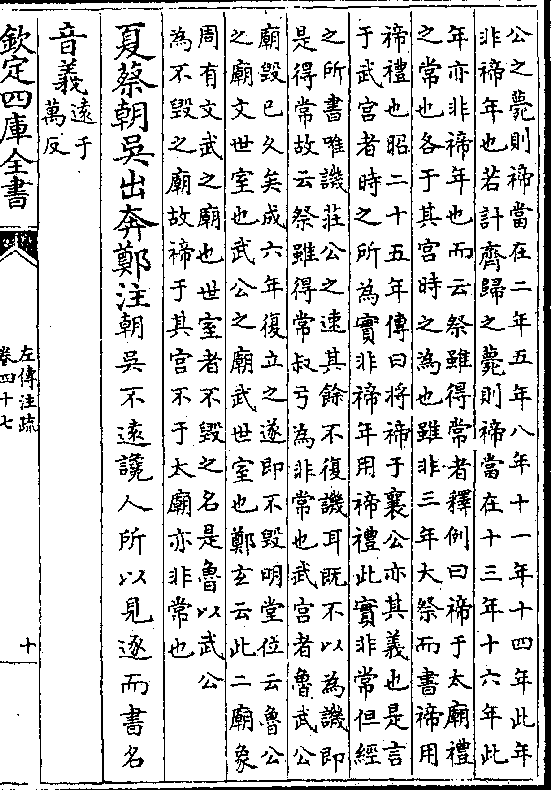 公之薨則禘當在二年五年八年十一年十四年此年
非禘年也若計齊歸之薨則禘當在十三年十六年此
年亦非禘年也而云祭雖得常者釋例曰禘于太廟禮
之常也各于其宮時之為也雖非三年大祭而書禘用
禘禮也昭二十五年傳曰將禘于襄公亦其義也是言
于武宮者時之所為實非禘年用禘禮此實非常但經
之所書唯譏莊公之速其餘不復譏耳既不以為譏即
是得常故云祭雖得常叔弓為非常也武宮者魯武公
廟毀已久矣成六年復立之遂即不毀明堂位云魯公
之廟文世室也武公之廟武世室也鄭玄云此二廟象
周有文武之廟也世室者不毀之名是魯以武公
為不毀之廟故禘于其宮不于太廟亦非常也
夏蔡朝吳出奔鄭注朝吳不遠讒人所以見逐而書名
音義遠于
萬反
欽定四庫全書
左傳注疏
卷四十七
十